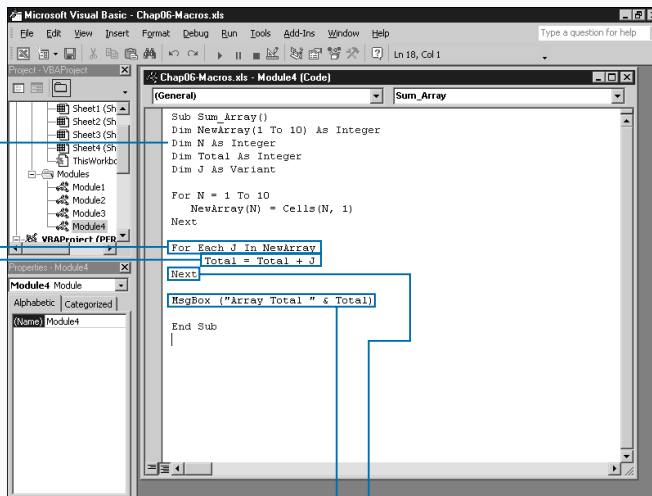 Microsoft Visual Basic - Chap06-Macros.xls
File Edit View Insert Format Debug Run Tools Add-Ins Window Help
Type a question for help
Ln 18, Col 1
Project - VBAProject
Sheet1 (Sh
Sheet2 (Sh
Sheet3 (Sh
Sheet4 (Sh
ThisWorkbo
Modules
Module1
Module2
Module3
Module4
VBAProject (PER
Properties - Module4
Module4 Module
Alphabetic Categorized
(Name) Module4
Chap06-Macros.xls - Module4 (Code)
(General) Sum_Array
Sub Sum_Array()
Dim NewArray(1 To 10) As Integer
Dim N As Integer
Dim Total As Integer
Dim J As Variant
For N = 1 To 10
NewArray(N) = Cells(N, 1)
Next
For Each J In NewArray
Total = Total + J
Next
MsgBox ("Array Total " & Total)
End Sub